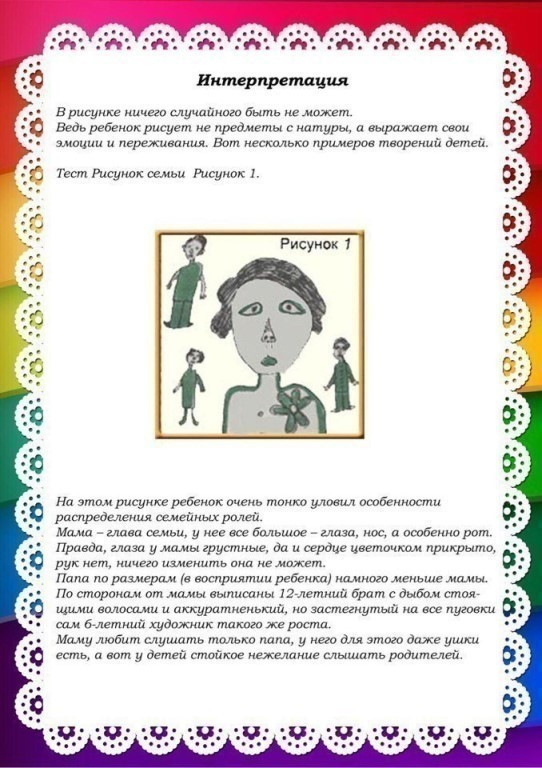 Интерпретация
В рисунке ничего случайного быть не может.
Ведь ребенок рисует не предметы с натуры, а выражает свои
эмоции и переживания. Вот несколько примеров творений детей.
Тест Рисунок семьи Рисунок 1.
Рисунок 1
На этом рисунке ребенок очень тонко уловил особенности
распределения семейных ролей.
Мама – глава семьи, у нее все большое – глаза, нос, а особенно рот.
Правда, глаза у мамы грустные, да и сердце цветочком прикрыто,
рук нет, ничего изменить она не может.
Папа по размерам (в восприятии ребенка) намного меньше мамы.
По сторонам от мамы выписаны 12-летний брат с дыбом стоя-
щими волосами и аккуратненький, но застегнутый на все пуговки
сам 6-летний художник такого же роста.
Маму любит слушать только папа, у него для этого даже ушки
есть, а вот у детей стойкое нежелание слышать родителей.